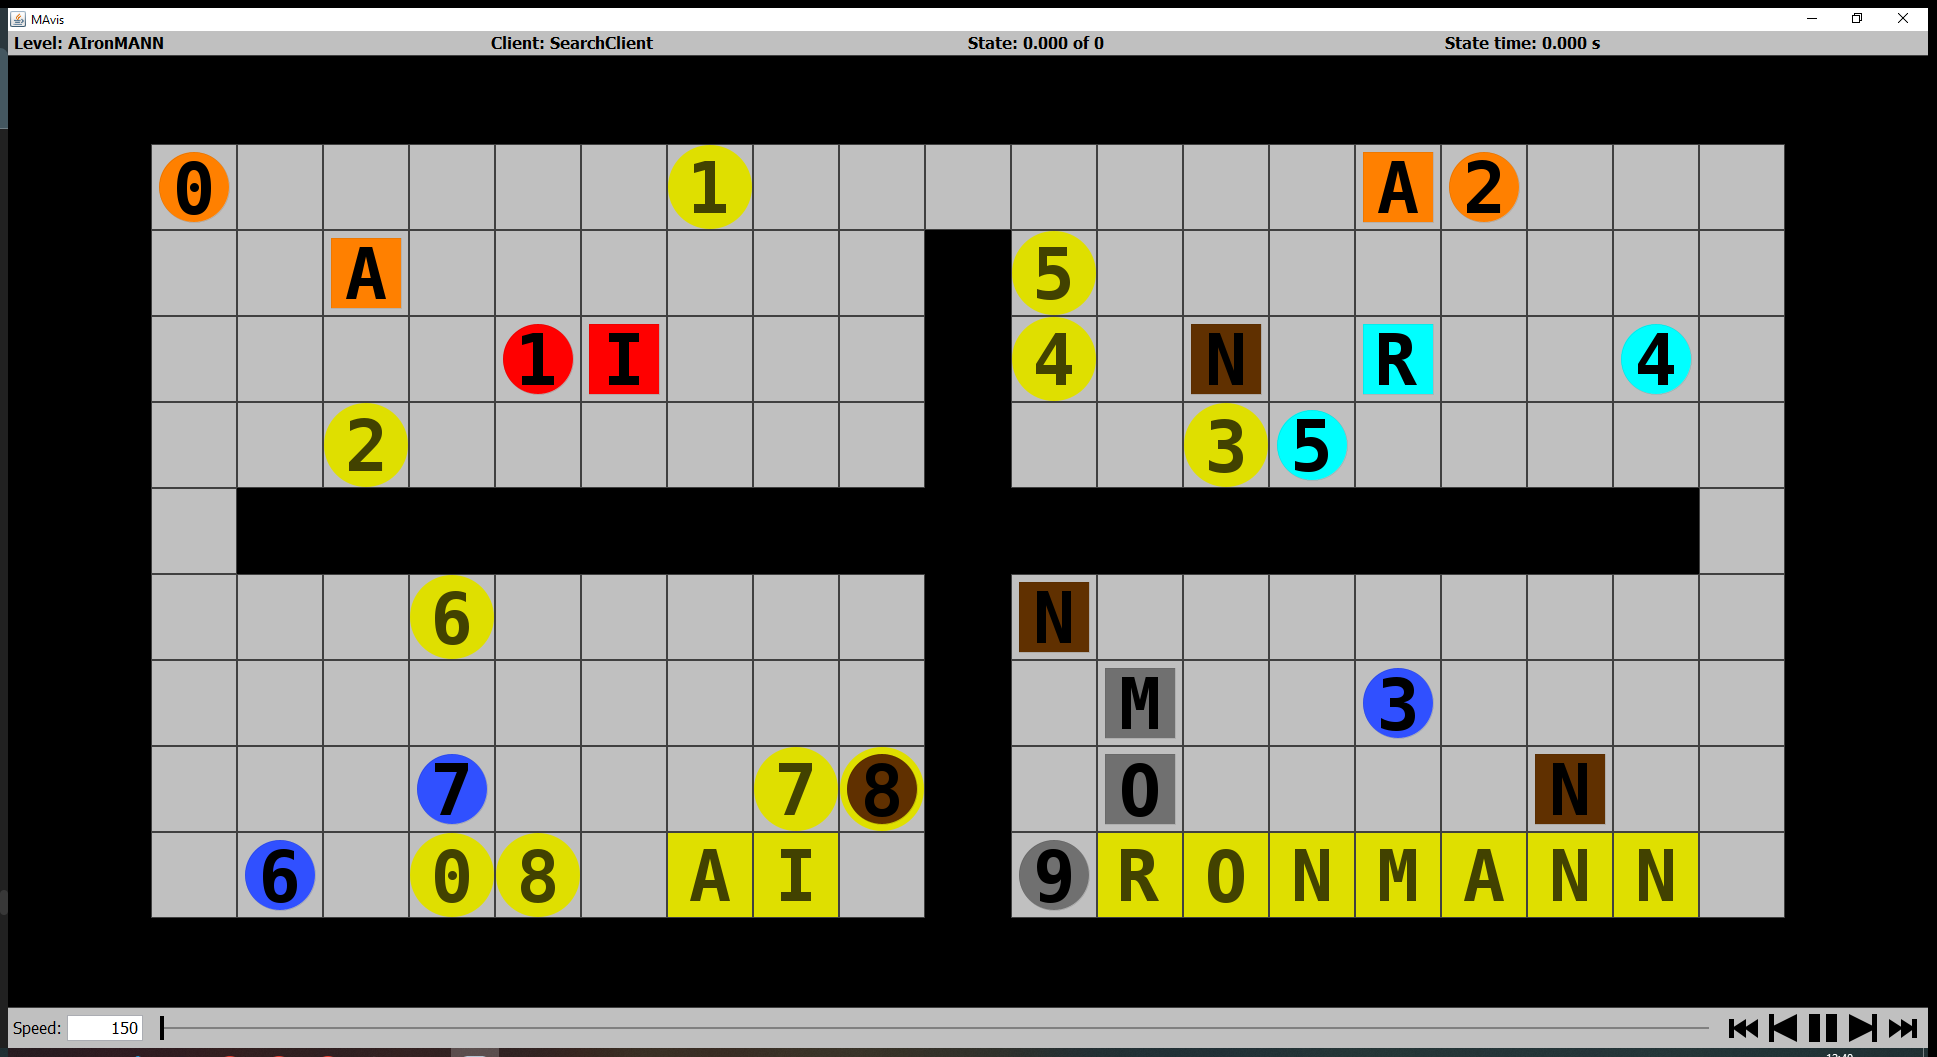 MAvis
Level: AIronMANN Client: SearchClient State: 0.000 of 0 State time: 0.000 s
0 1 A 2
A 5
1 I 4 N R 4
2 3 5
6 N
M 3
7 7 8 O N
6 0 8 A I 9 R O N M A N N
Speed: 150